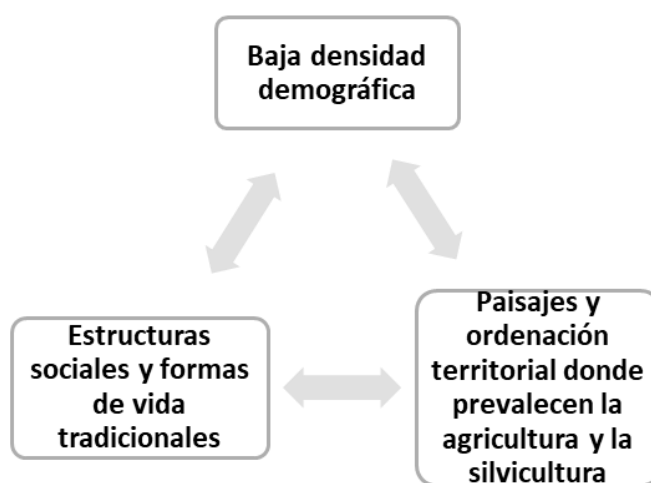 Baja densidad
demográfica
Estructuras
sociales y formas
de vida
tradicionales
Paisajes y
ordenación
territorial donde
prevalecen la
agricultura y la
silvicultura